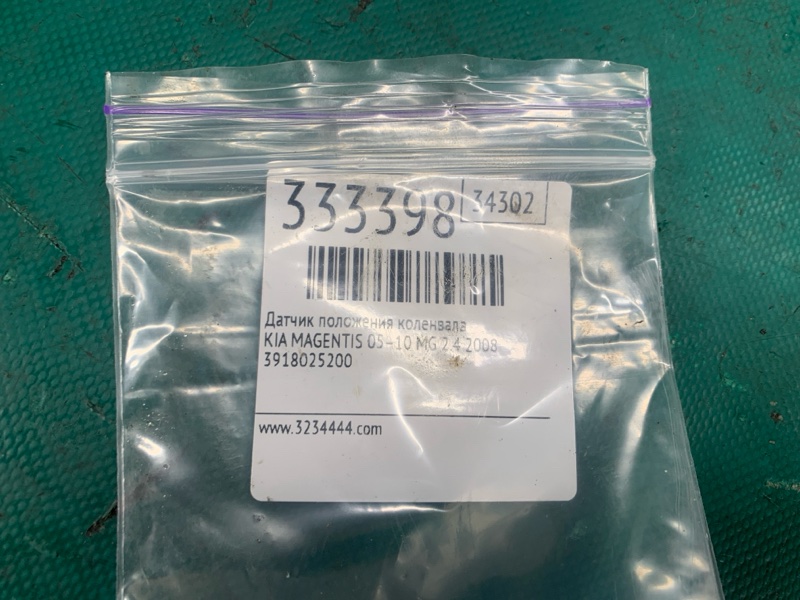 333398 34302
Датчик положения коленвала
KIA MAGENTIS 05-10 MG 2.4 2008
3918025200
www.3234444.com